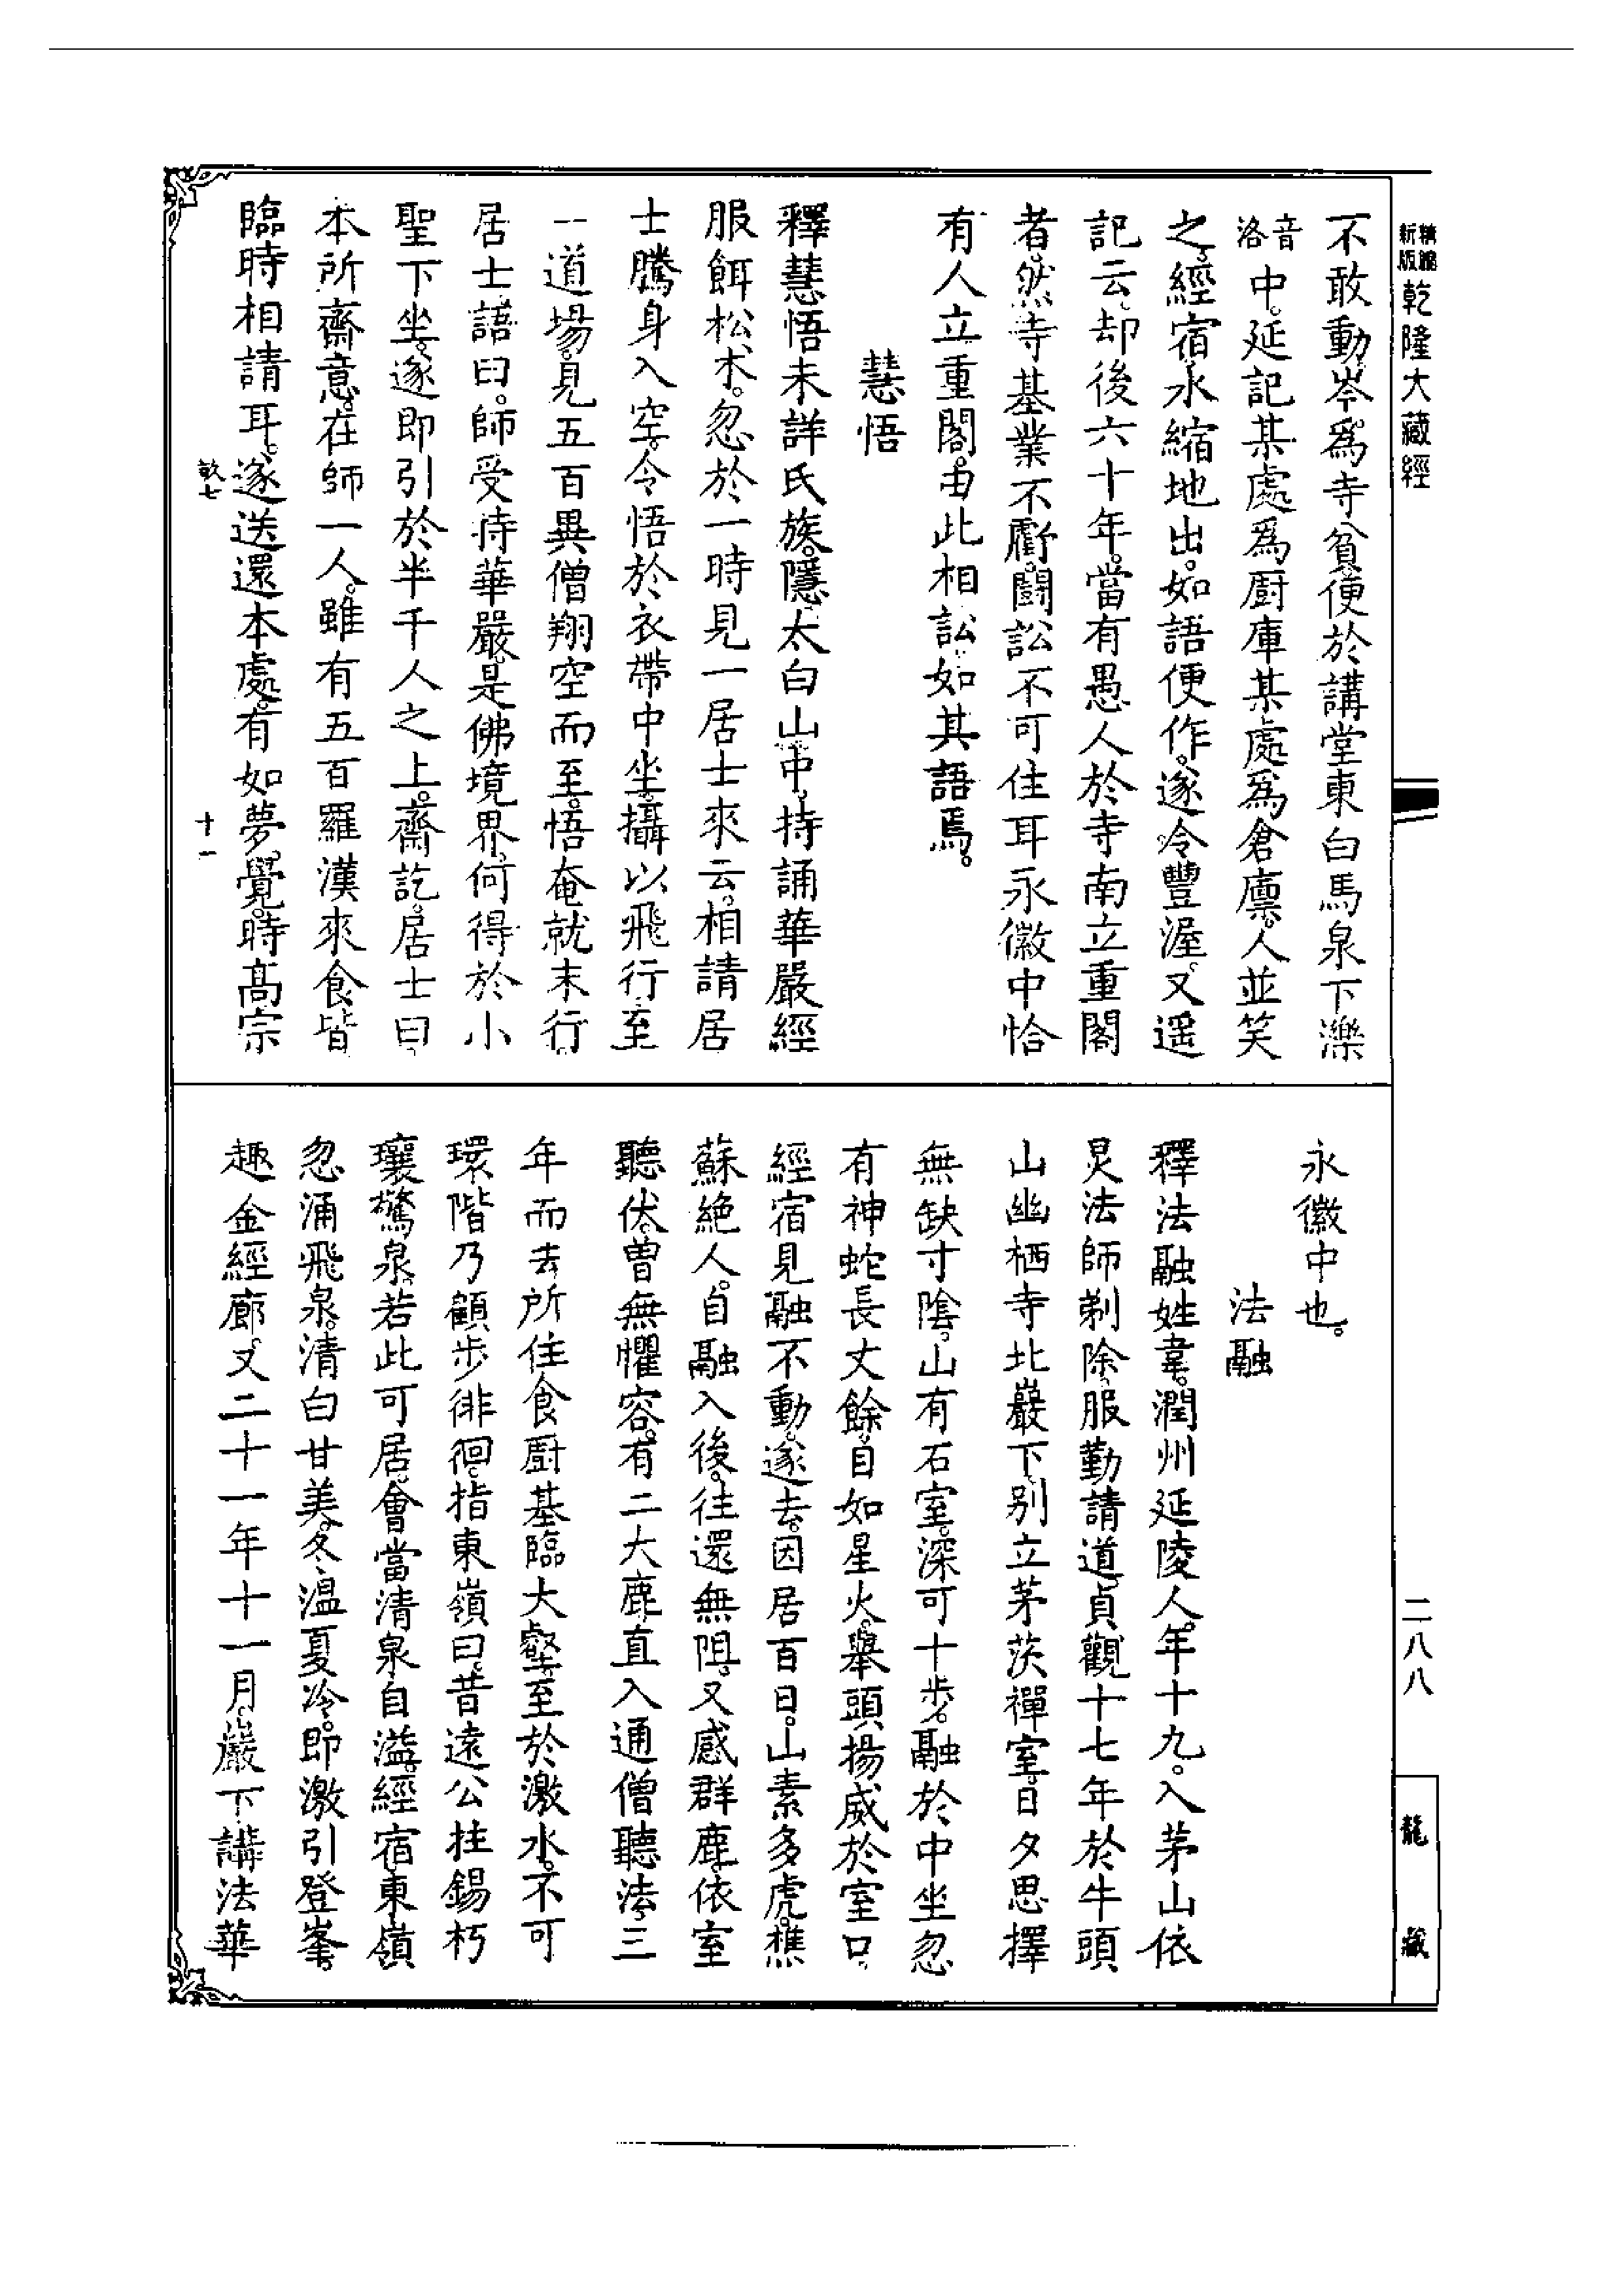 精縮
新版
乾隆大藏經
不敢動。岑爲寺貧。便於講堂東白馬泉下濼
音洛
中。延記某處爲厨庫某處爲倉廩。人並笑
之。經宿水縮地出。如語便作。遂令豐渥。又遥
記云。却後六十年。當有愚人於寺南立重閣
者。然寺基業不虧。鬪訟不可住耳永徽中恰
有人立重閣。由此相訟如其語焉。
慧悟
釋慧悟未詳氏族。隱太白山中。持誦華嚴經
服餌松术。忽於一時見一居士來云。相請居
士騰身入空。令悟於衣帶中坐。攝以飛行。至
一道場。見五百異僧翔空而至。悟奄就末行。
居士語曰。師受持華嚴。是佛境界。何得於小
聖下坐。遂即引於半千人之上。齋訖。居士曰。
本所齋意。在師一人。雖有五百羅漢來食皆
臨時相請耳。遂送還本處。有如夢覺。時髙宗
敦七
十一
永徽中也。
法融
釋法融姓韋。潤州延陵人。年十九。入茅山依
炅法師剃除。服勤請道。貞觀十七年於牛頭
山幽栖寺北巖下。別立茅茨禪室。日夕思擇
無缺寸陰。山有石室。深可十步。融於中坐忽
有神蛇長丈餘。目如星火。舉頭揚威於室口。
經宿見融不動。遂去。因居百日。山素多虎。樵
蘇絶人。自融入後。往還無阻。又感群鹿。依室
聽伏。曽無懼容。有二大鹿直入通僧聽法。三
年而去所住食厨基臨大壑。至於激水。不可
環階乃顧步徘徊。指東嶺曰。昔遠公拄錫朽
壤驚泉。若此可居。會當清泉自溢。經宿東嶺
忽涌飛泉。清白甘美。冬溫夏冷。即激引登峯。
趣金經廊。又二十一年十一月。巖下講法華
二八八
龍藏